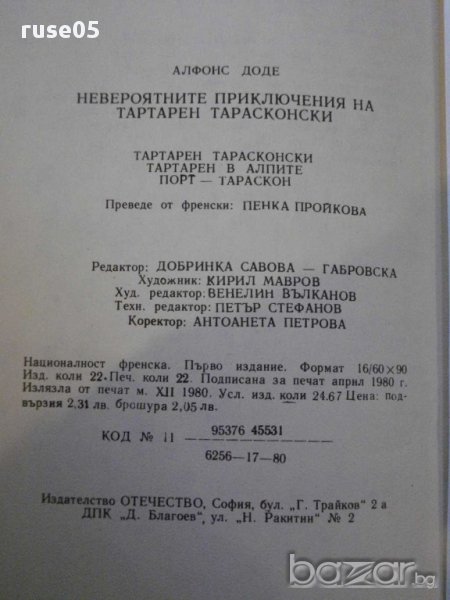 ruse05
АЛФОНС ДОДЕ
НЕВЕРОЯТНИТЕ ПРИКЛЮЧЕНИЯ НА
ТАРТАРЕН ТАРАСКОНСКИ
ТАРТАРЕН ТАРАСКОНСКИ
ТАРТАРЕН В АЛПИТЕ
ПОРТ — ТАРАСКОН
Преведе от френски: ПЕНКА ПРОЙКОВА
Редактор: ДОБРИНКА САВОВА — ГАБРОВСКА
Художник: КИРИЛ МАВРОВ
Худ. редактор: ВЕНЕЛИН ВЪЛКАНОВ
Техн. редактор: ПЕТЪР СТЕФАНОВ
Коректор: АНТОАНЕТА ПЕТРОВА
Националност френска. Първо издание. Формат 16/60×90
Изд. коли 22. Печ. коли 22. Подписана за печат април 1980 г.
Излязла от печат м. XII 1980. Усл. изд. коли 24.67 Цена: под-
вързия 2,31 лв. брошура 2,05 лв.
95376 45531
КОД № 11
6256—17—80
Издателство ОТЕЧЕСТВО, София, бул. „Г. Трайков“ 2 а
ДПК „Д. Благоев“, ул. „Н. Ракитин“ № 2
bazar.bg